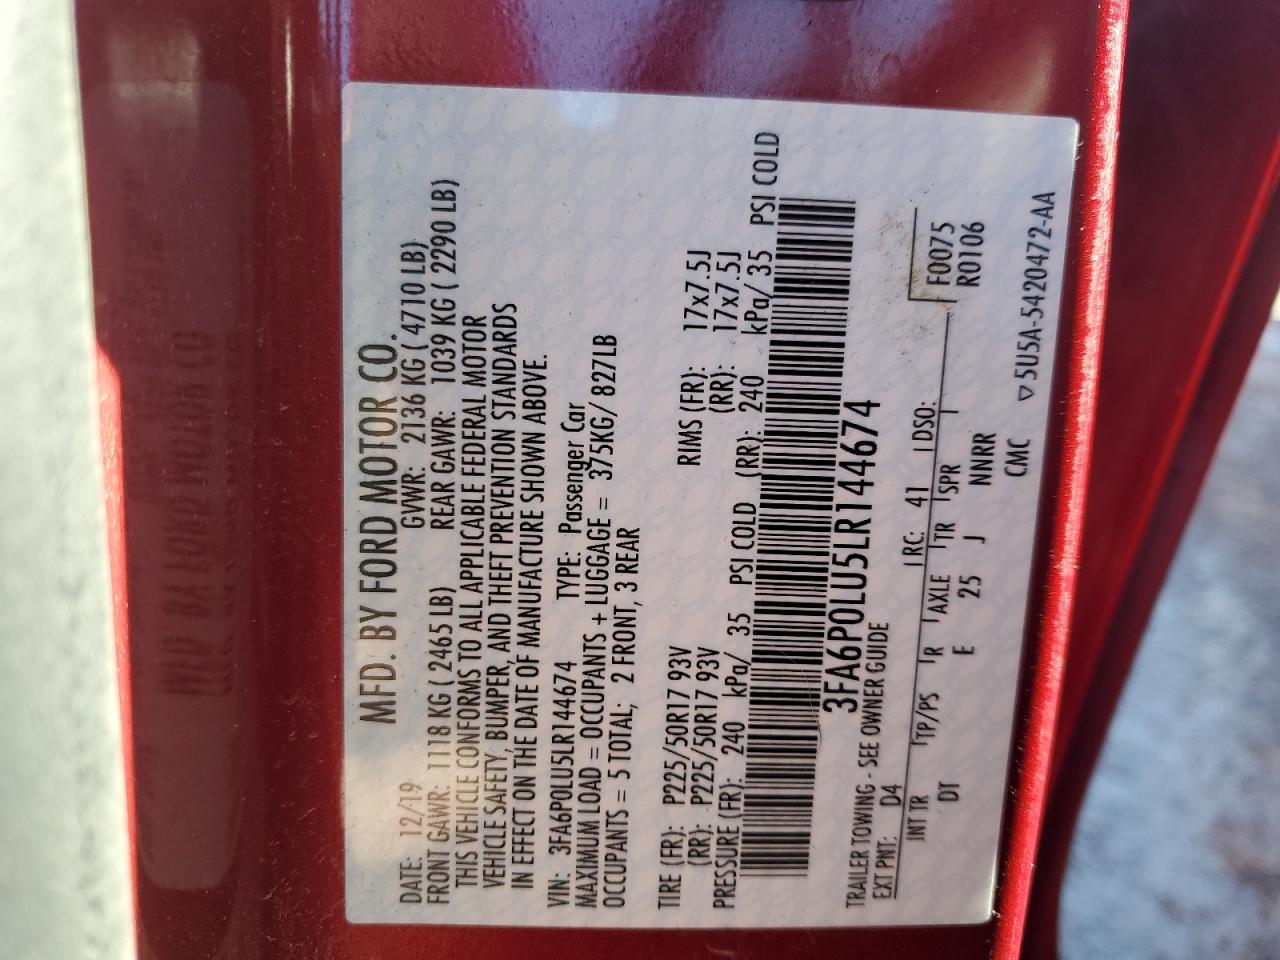 MFD. BY FORD MOTOR CO.
DATE: 12/19 GVWR: 2136 KG ( 4710 LB)
FRONT GAWR: 1118 KG ( 2465 LB) REAR GAWR: 1039 KG ( 2290 LB)
THIS VEHICLE CONFORMS TO ALL APPLICABLE FEDERAL MOTOR
VEHICLE SAFETY, BUMPER, AND THEFT PREVENTION STANDARDS
IN EFFECT ON THE DATE OF MANUFACTURE SHOWN ABOVE.
VIN: 3FA6P0LU5LR144674 TYPE: Passenger Car
MAXIMUM LOAD = OCCUPANTS + LUGGAGE = 375KG/ 827LB
OCCUPANTS = 5 TOTAL; 2 FRONT, 3 REAR
TIRE (FR): P225/50R17 93V RIMS (FR): 17x7.5J
(RR): P225/50R17 93V (RR): 17x7.5J
PRESSURE (FR): 240 kPa/ 35 PSI COLD (RR): 240 kPa/ 35 PSI COLD
3FA6P0LU5LR144674
TRAILER TOWING - SEE OWNER GUIDE
EXT PNT: D4 RC: 41 DSO:
INT TR TP/PS R AXLE TR SPR F0075
DT E 25 J NNRR R0106
CMC
▽5U5A-5420472-AA